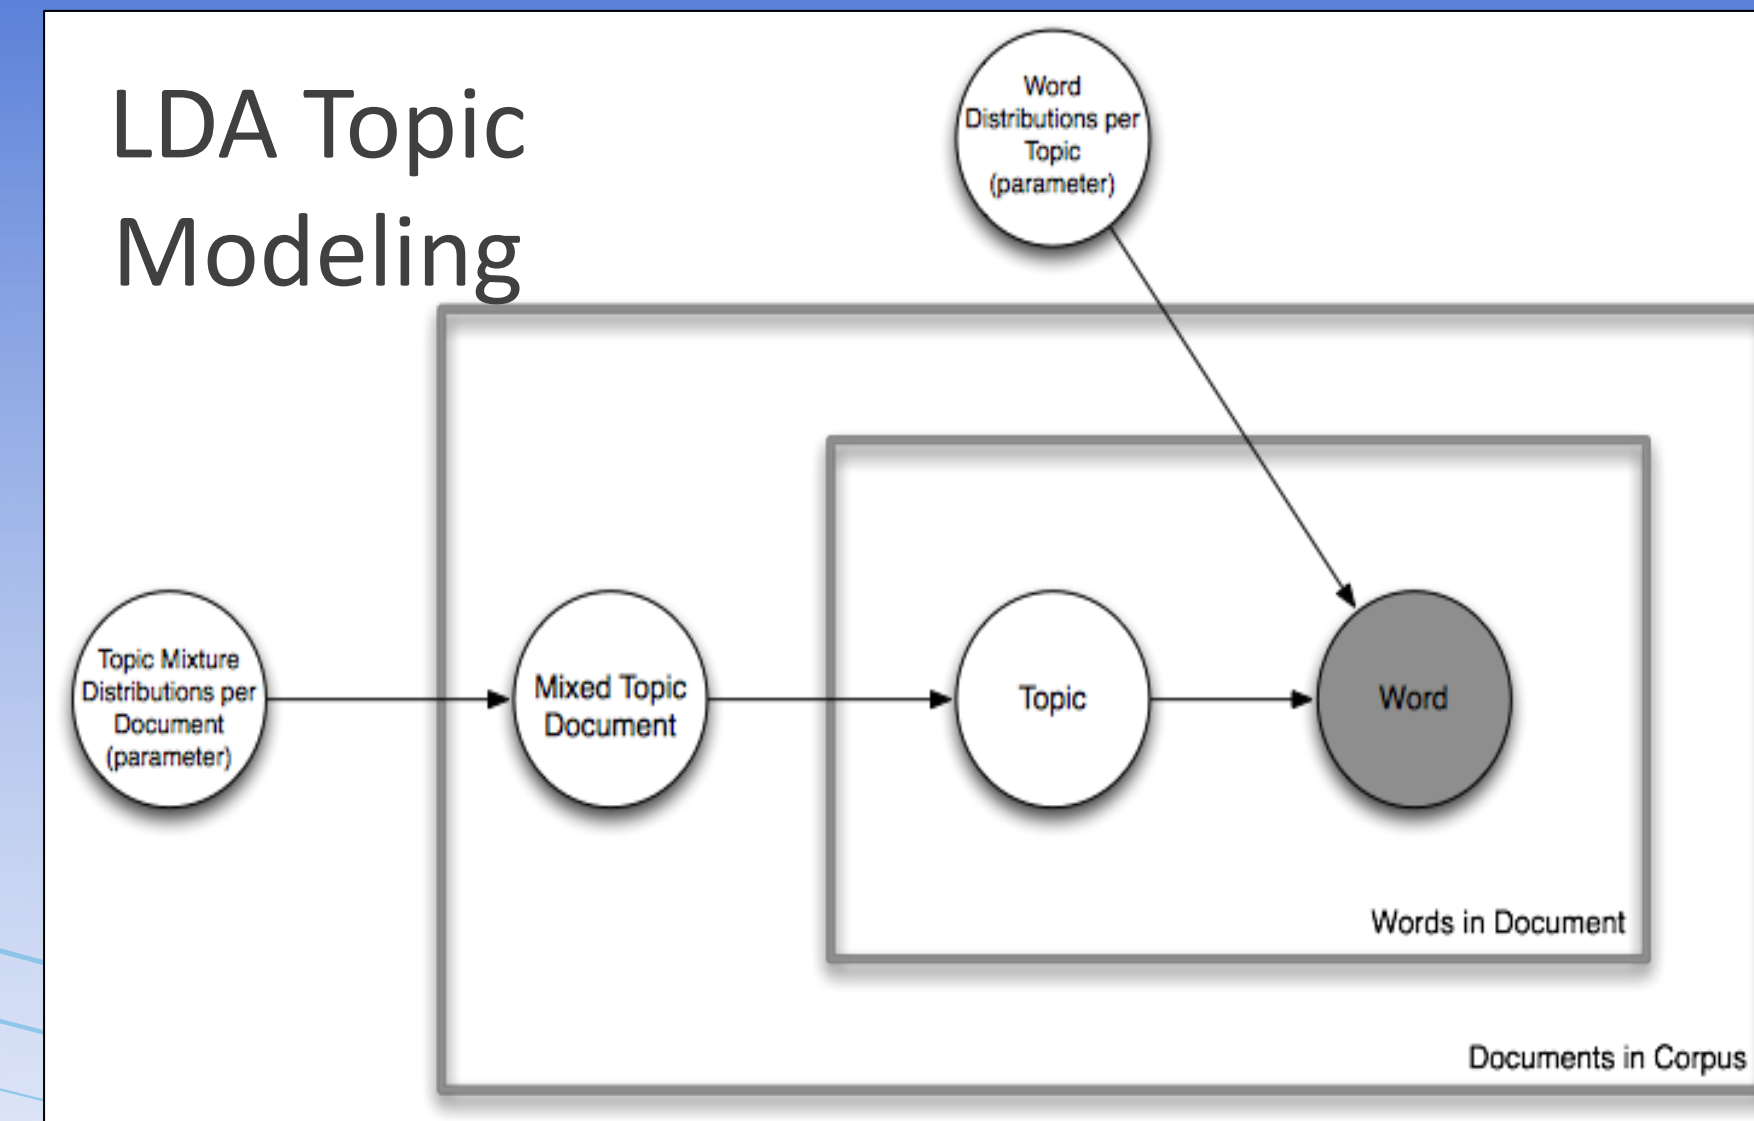 LDA Topic
Modeling
Word
Distributions per
Topic
(parameter)
Topic Mixture
Distributions per
Document
(parameter)
Mixed Topic
Document
Topic
Word
Words in Document
Documents in Corpus